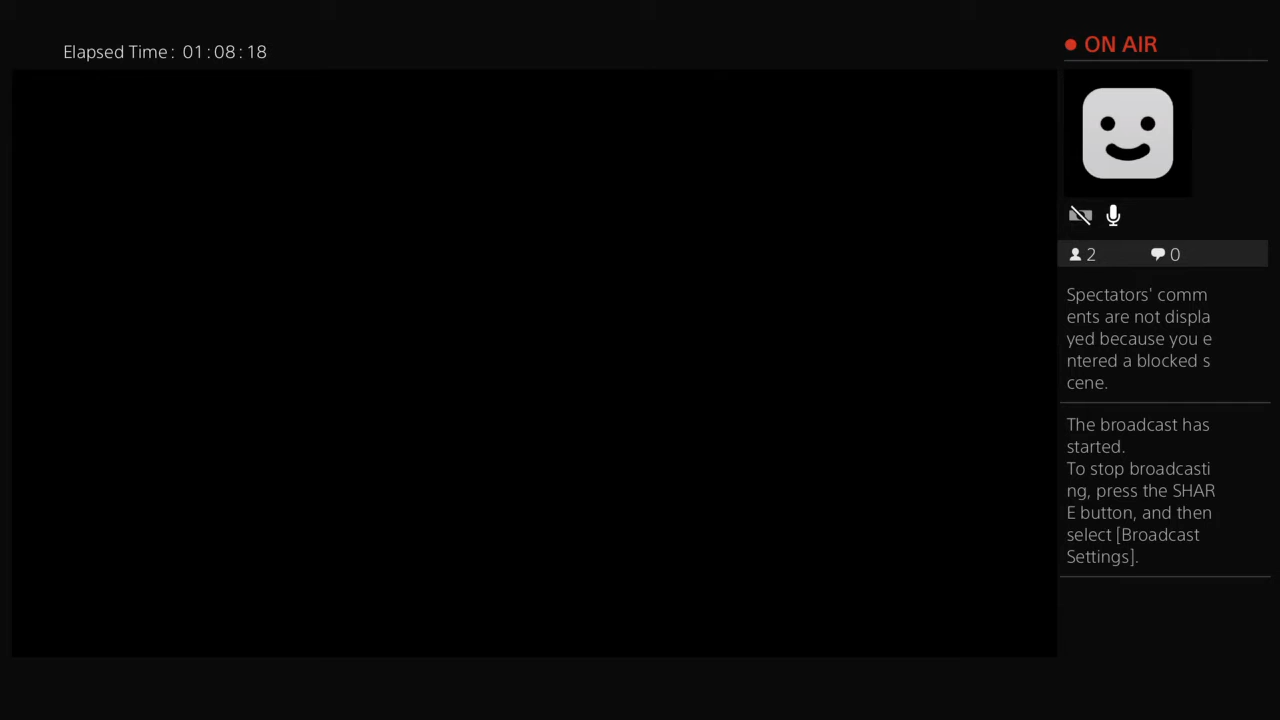 Elapsed Time: 01:08:18
ON AIR
2 0
Spectators' comm
ents are not displa
yed because you e
ntered a blocked s
cene.
The broadcast has
started.
To stop broadcasti
ng, press the SHAR
E button, and then
select [Broadcast
Settings].